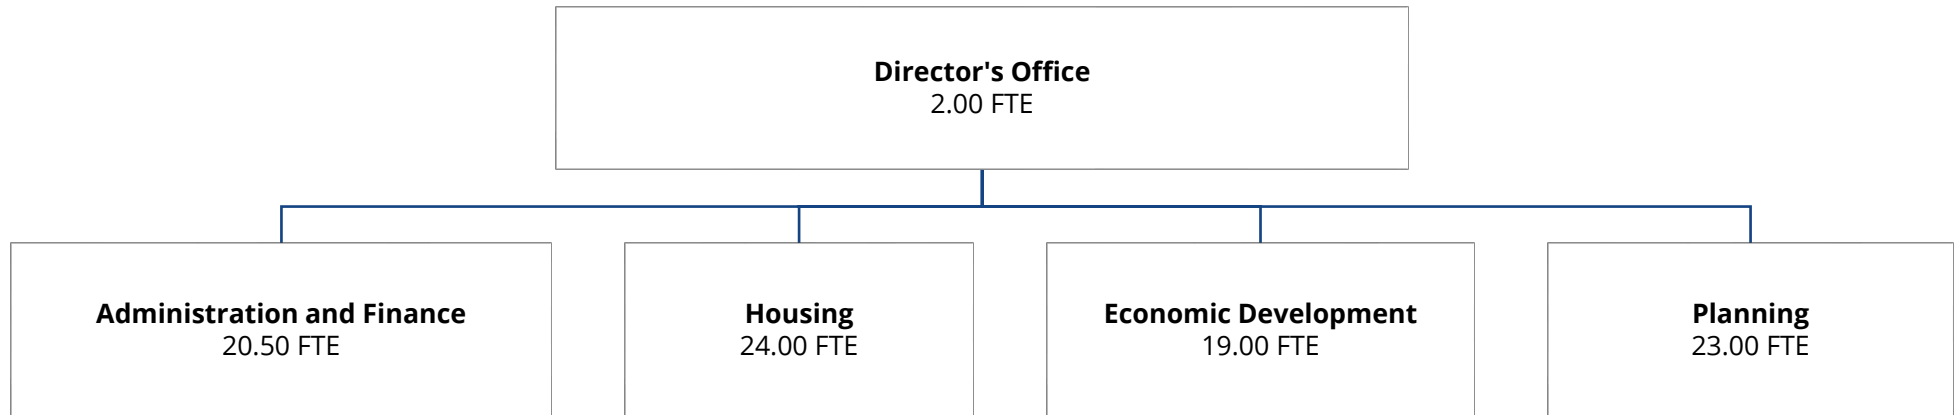 Director's Office
2.00 FTE
Administration and Finance
20.50 FTE
Housing
24.00 FTE
Economic Development
19.00 FTE
Planning
23.00 FTE